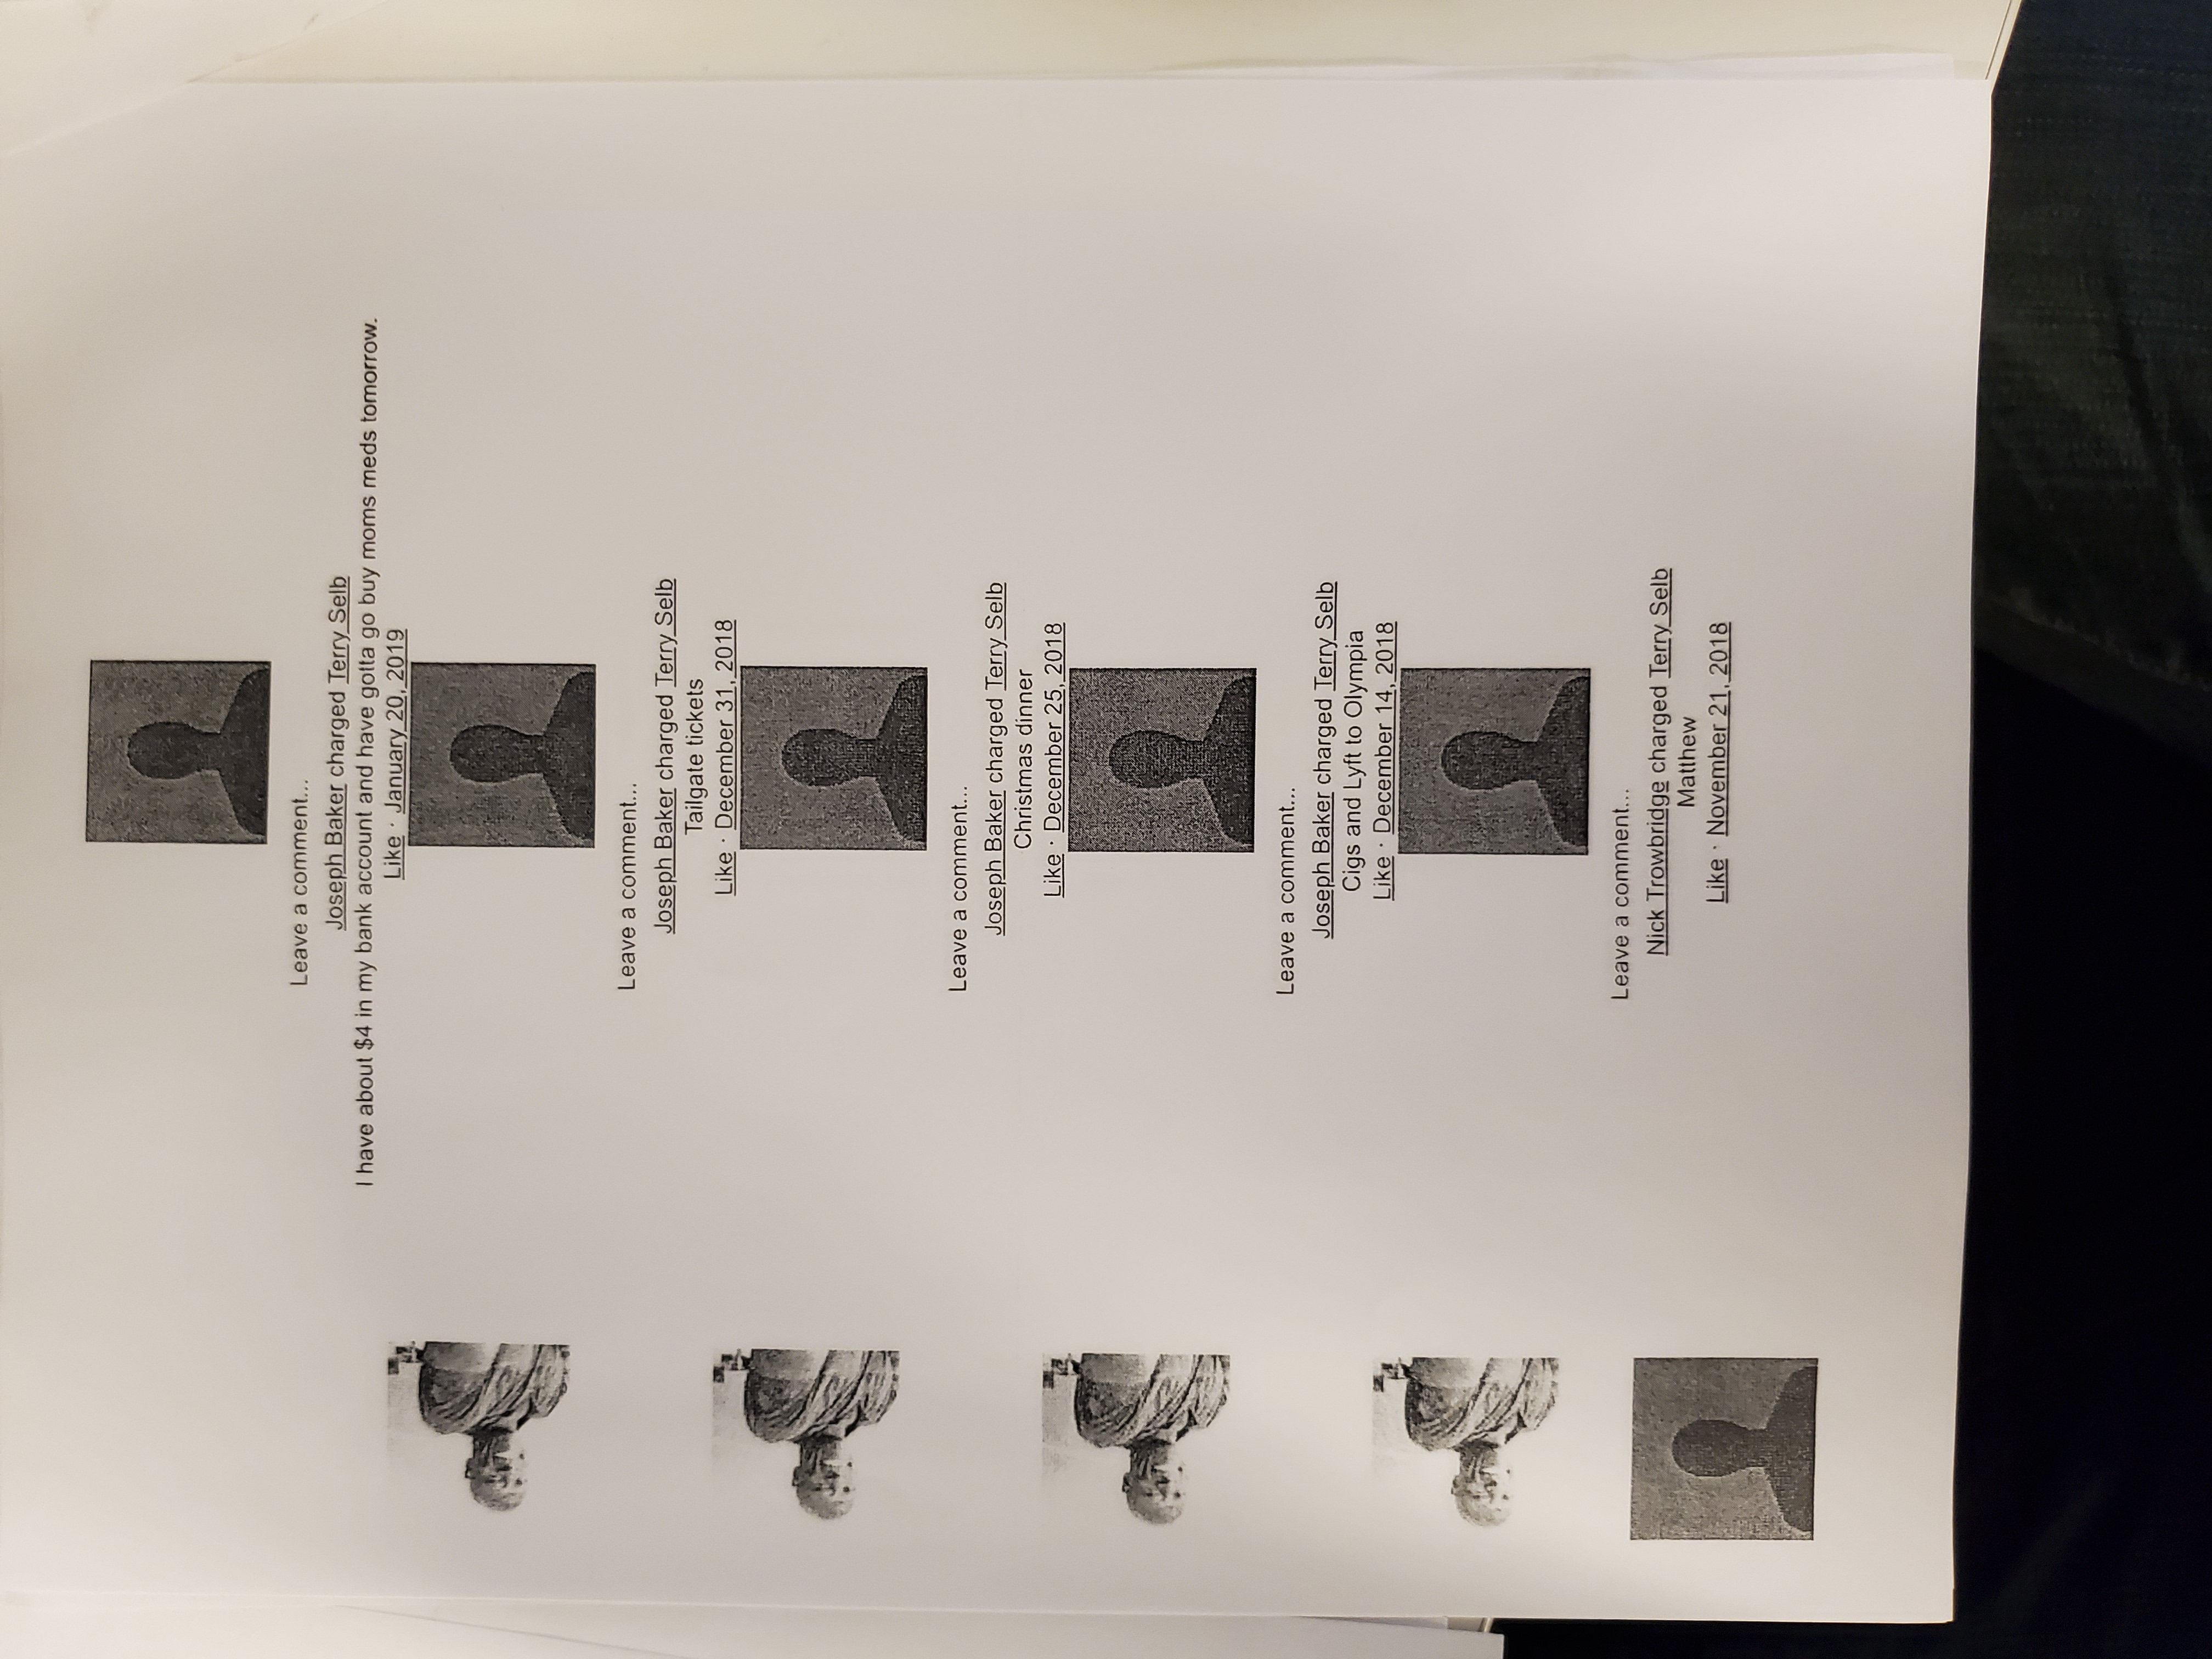 Leave a comment...
Joseph Baker charged Terry Selb
I have about $4 in my bank account and have gotta go buy moms meds tomorrow.
Like · January 20, 2019
Leave a comment...
Joseph Baker charged Terry Selb
Tailgate tickets
Like · December 31, 2018
Leave a comment...
Joseph Baker charged Terry Selb
Christmas dinner
Like · December 25, 2018
Leave a comment...
Joseph Baker charged Terry Selb
Cigs and Lyft to Olympia
Like · December 14, 2018
Leave a comment...
Nick Trowbridge charged Terry Selb
Matthew
Like · November 21, 2018